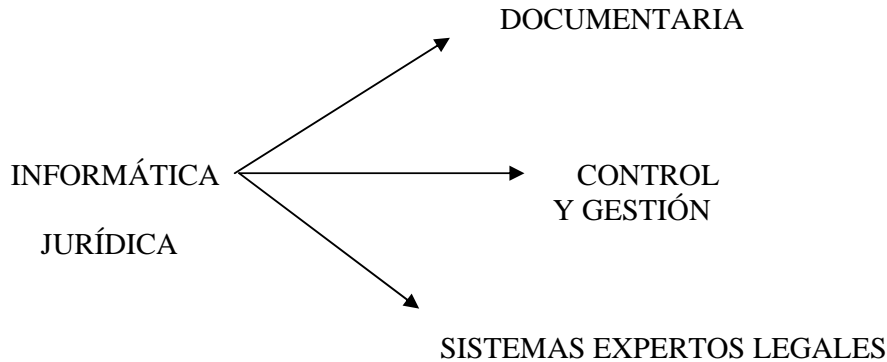 DOCUMENTARIA
INFORMÁTICA
JURÍDICA
CONTROL
Y GESTIÓN
SISTEMAS EXPERTOS LEGALES